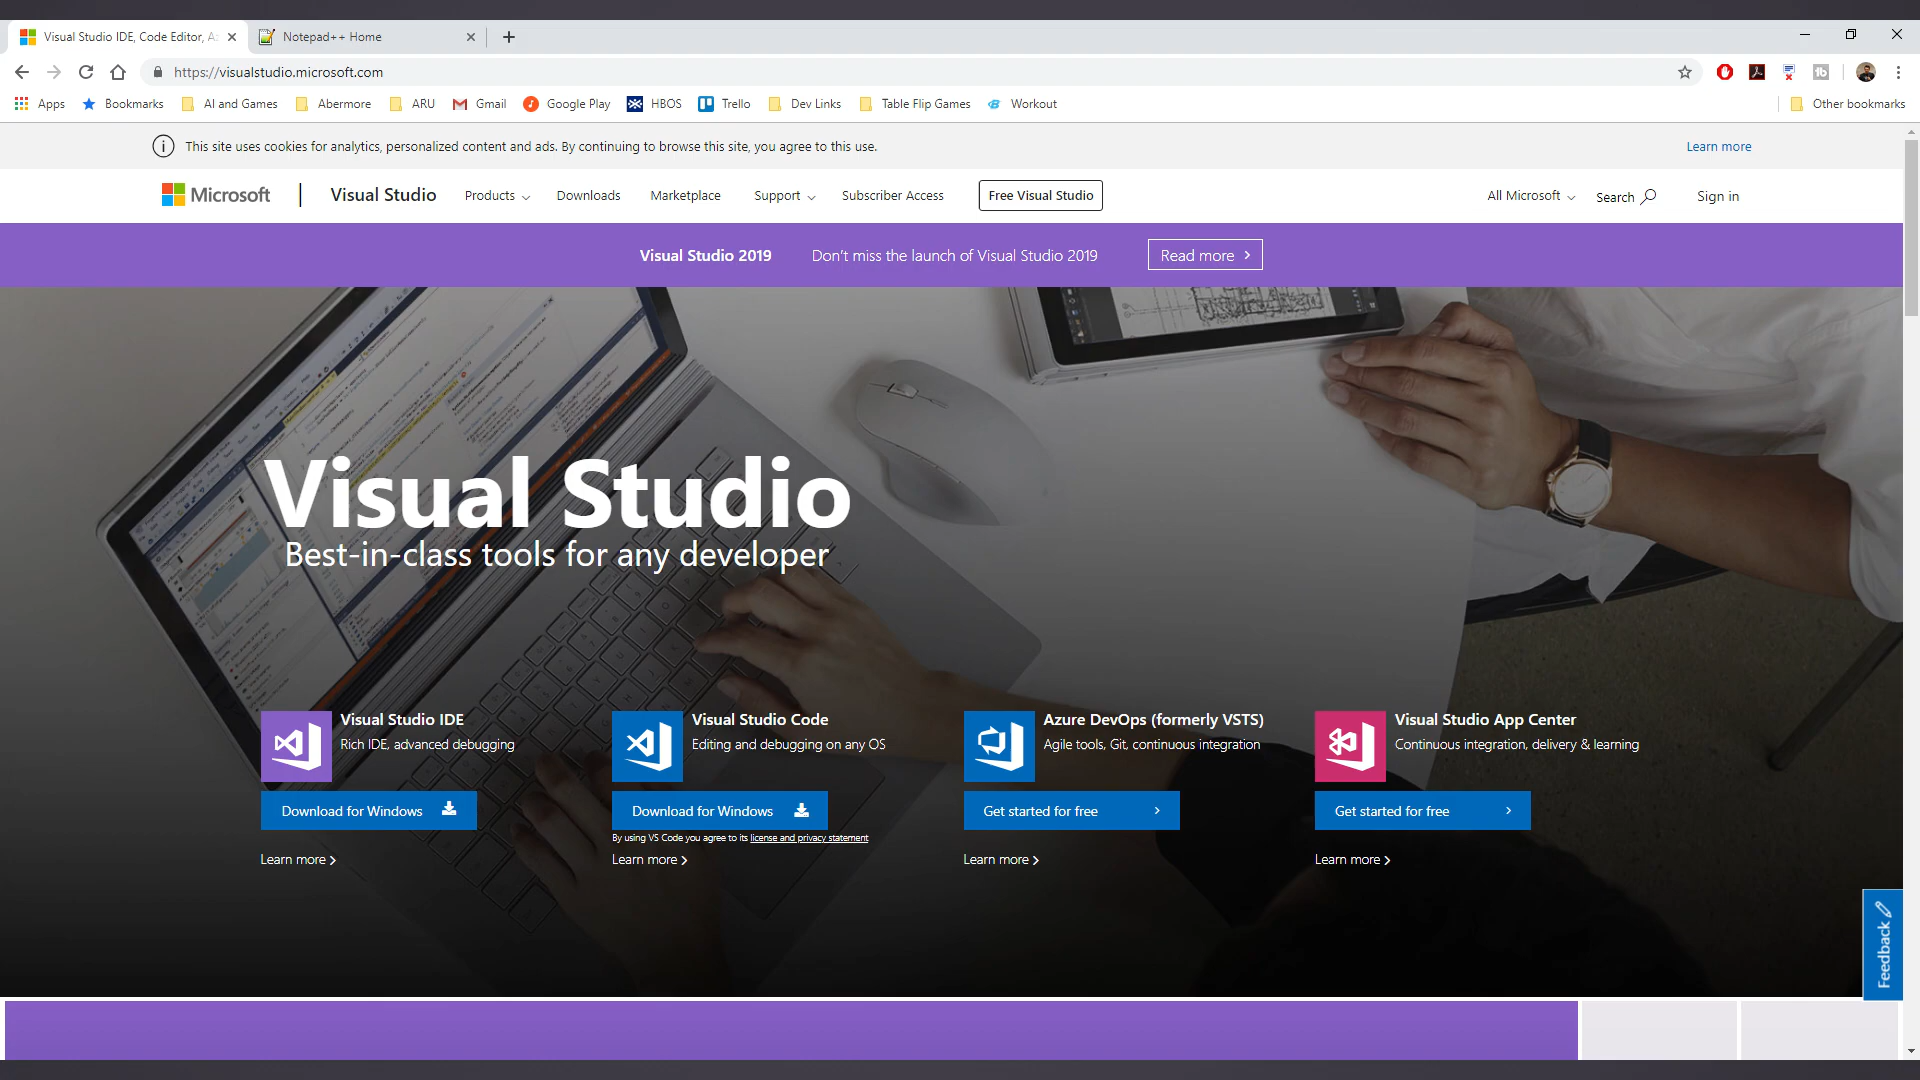 Visual Studio IDE, Code Editor, Az
Notepad++ Home
https://visualstudio.microsoft.com
Apps
Bookmarks
AI and Games
Abermore
ARU
Gmail
Google Play
HBOS
Trello
Dev Links
Table Flip Games
Workout
Other bookmarks
This site uses cookies for analytics, personalized content and ads. By continuing to browse this site, you agree to this use.
Learn more
Microsoft
Visual Studio
Products
Downloads
Marketplace
Support
Subscriber Access
Free Visual Studio
All Microsoft
Search
Sign in
Visual Studio 2019
Don't miss the launch of Visual Studio 2019
Read more
Visual Studio
Best-in-class tools for any developer
Visual Studio IDE
Rich IDE, advanced debugging
Download for Windows
Learn more
Visual Studio Code
Editing and debugging on any OS
Download for Windows
By using VS Code you agree to its license and privacy statement
Learn more
Azure DevOps (formerly VSTS)
Agile tools, Git, continuous integration
Get started for free
Learn more
Visual Studio App Center
Continuous integration, delivery & learning
Get started for free
Learn more
Feedback